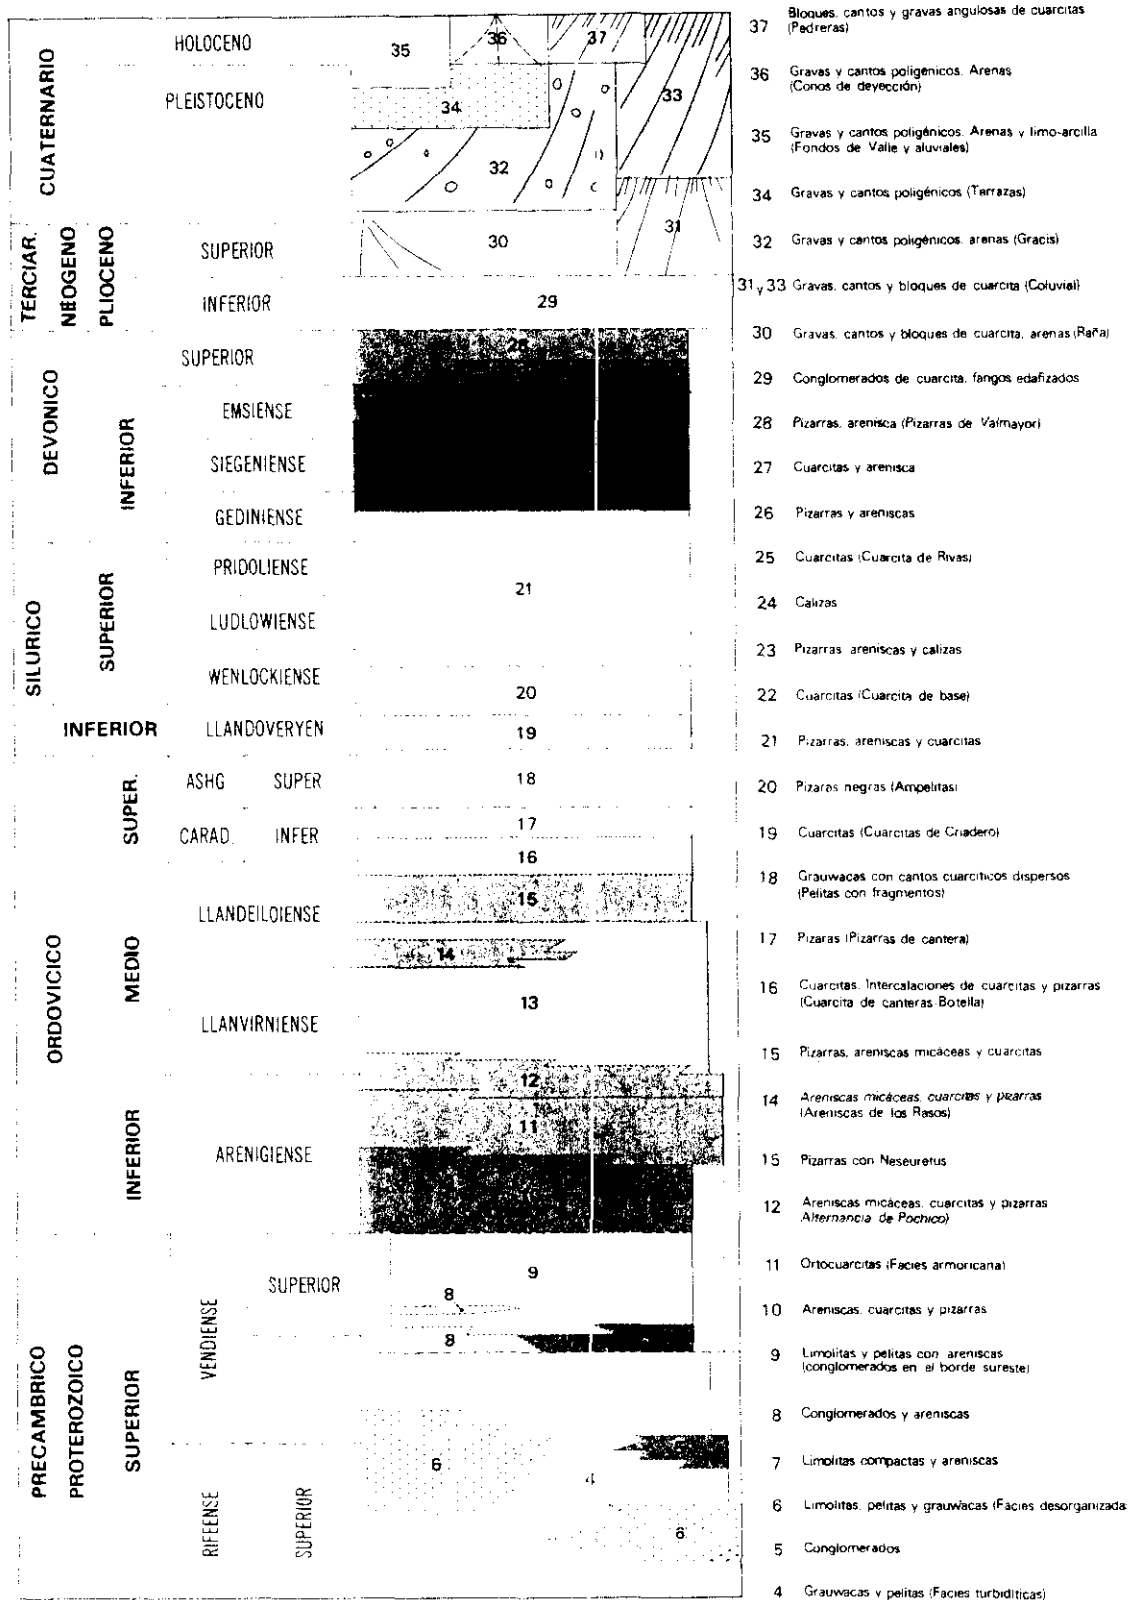 CUATERNARIO
HOLOCENO
PLEISTOCENO
TERCIAR.
NEOGENO
PLIOCENO
SUPERIOR
INFERIOR
DEVONICO
INFERIOR
SUPERIOR
EMSIENSE
SIEGENIENSE
GEDINIENSE
SILURICO
SUPERIOR
PRIDOLIENSE
LUDLOWIENSE
WENLOCKIENSE
INFERIOR
LLANDOVERYEN
ORDOVICICO
SUPER.
ASHG SUPER
CARAD. INFER
MEDIO
LLANDEILOIENSE
LLANVIRNIENSE
INFERIOR
ARENIGIENSE
PRECAMBRICO
PROTEROZOICO
SUPERIOR
VENDIENSE
SUPERIOR
RIFEENSE
SUPERIOR
35
36
37
34
33
32
31
30
29
28
21
20
19
18
17
16
15
14
13
12
11
9
8
8
6
4
6
37 Bloques, cantos y gravas angulosas de cuarcitas
(Pedreras)
36 Gravas y cantos poligénicos. Arenas
(Conos de deyección)
35 Gravas y cantos poligénicos. Arenas y limo-arcilla
(Fondos de Valle y aluviales)
34 Gravas y cantos poligénicos (Terrazas)
32 Gravas y cantos poligénicos, arenas (Glacis)
31 y 33 Gravas, cantos y bloques de cuarcita (Coluvial)
30 Gravas, cantos y bloques de cuarcita, arenas (Raña)
29 Conglomerados de cuarcita, fangos edafizados
28 Pizarras, arenisca (Pizarras de Valmayor)
27 Cuarcitas y arenisca
26 Pizarras y areniscas
25 Cuarcitas (Cuarcita de Rivas)
24 Calizas
23 Pizarras areniscas y calizas
22 Cuarcitas (Cuarcita de base)
21 Pizarras, areniscas y cuarcitas
20 Pizaras negras (Ampelitas)
19 Cuarcitas (Cuarcitas de Criadero)
18 Grauwacas con cantos cuarcíticos dispersos
(Pelitas con fragmentos)
17 Pizaras (Pizarras de cantera)
16 Cuarcitas. Intercalaciones de cuarcitas y pizarras
(Cuarcita de canteras-Botella)
15 Pizarras, areniscas micáceas y cuarcitas
14 Areniscas micáceas, cuarcitas y pizarras
(Areniscas de los Rasos)
15 Pizarras con Neseuretus
12 Areniscas micáceas, cuarcitas y pizarras
Alternancia de Pochico)
11 Ortocuarcitas (Facies armoricana)
10 Areniscas, cuarcitas y pizarras
9 Limolitas y pelitas con areniscas
(conglomerados en el borde sureste)
8 Conglomerados y areniscas
7 Limolitas compactas y areniscas
6 Limolitas, pelitas y grauwacas (Facies desorganizada
5 Conglomerados
4 Grauwacas y pelitas (Facies turbidíticas)